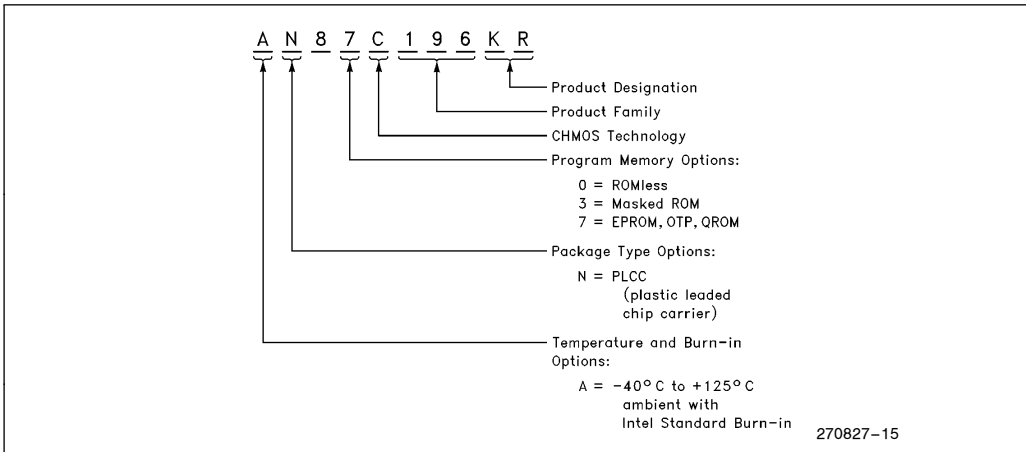 A N 8 7 C 1 9 6 K R
Product Designation
Product Family
CHMOS Technology
Program Memory Options:
0 = ROMless
3 = Masked ROM
7 = EPROM, OTP, QROM
Package Type Options:
N = PLCC
(plastic leaded
chip carrier)
Temperature and Burn-in
Options:
A = -40°C to +125°C
ambient with
Intel Standard Burn-in
270827-15